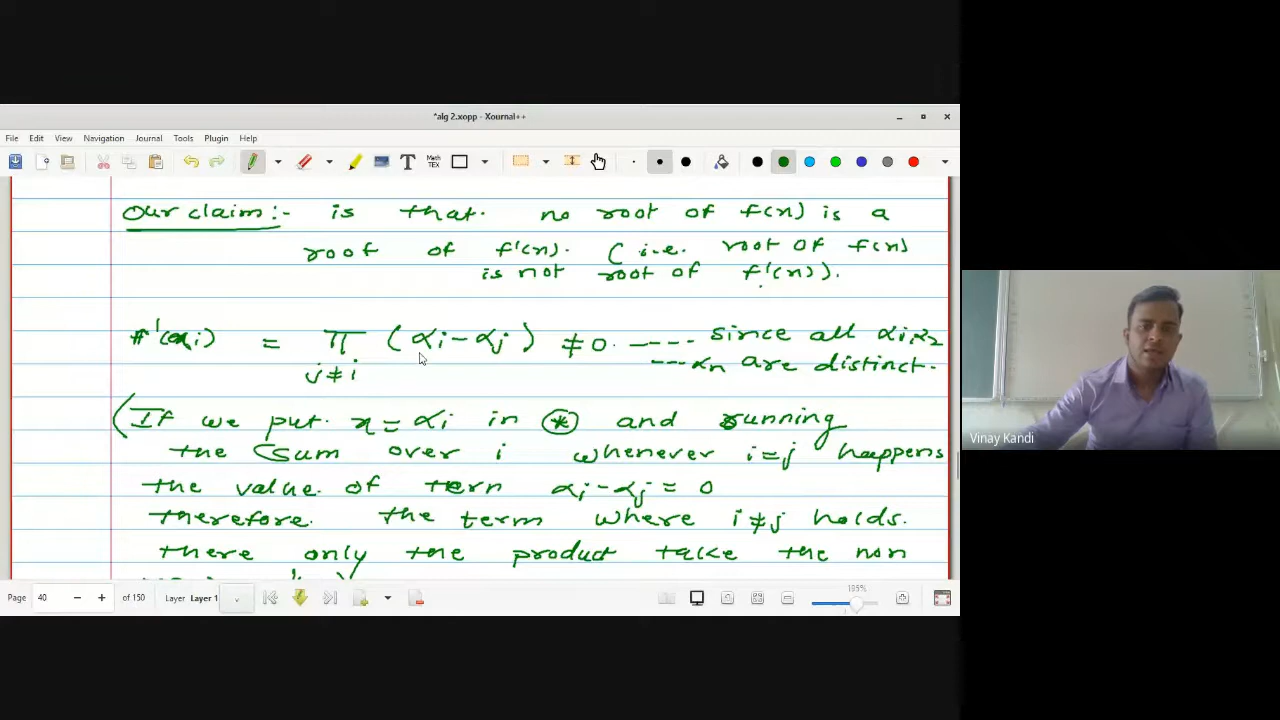 *alg 2.xopp - Xournal++
File Edit View Navigation Journal Tools Plugin Help
Our claim:- is that. no root of f(x) is a
root of f'(x). (i.e. root of f(x)
is not root of f'(x)).
f'(αi) = π (αi - αj) ≠ 0. ---- since all αi,α2
j≠i ---αn are distinct.
(If we put x = αi in ⊛ and running
the sum over i whenever i=j happens
the value of term αi - αj = 0
therefore. the term where i≠j holds.
there only the product take the non
Page 40 of 150 Layer Layer 1 195%
Vinay Kandi